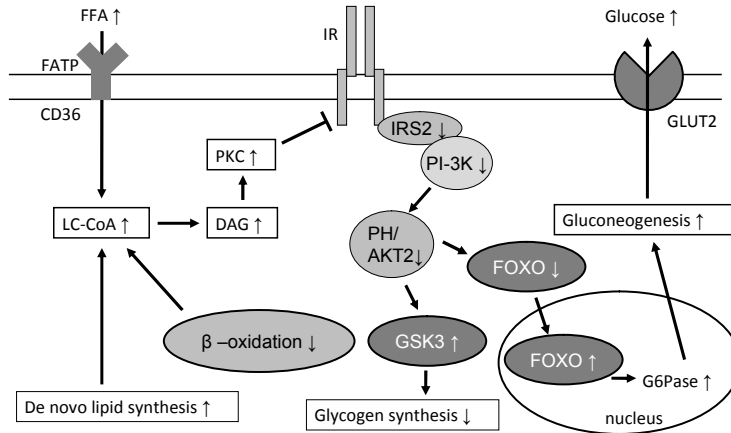 FFA ↑
IR
Glucose ↑
FATP
CD36
GLUT2
IRS2 ↓
PI-3K ↓
PKC ↑
LC-CoA ↑
DAG ↑
PH/
AKT2↓
FOXO ↓
Gluconeogenesis ↑
β –oxidation ↓
GSK3 ↑
FOXO ↑
G6Pase ↑
nucleus
De novo lipid synthesis ↑
Glycogen synthesis ↓